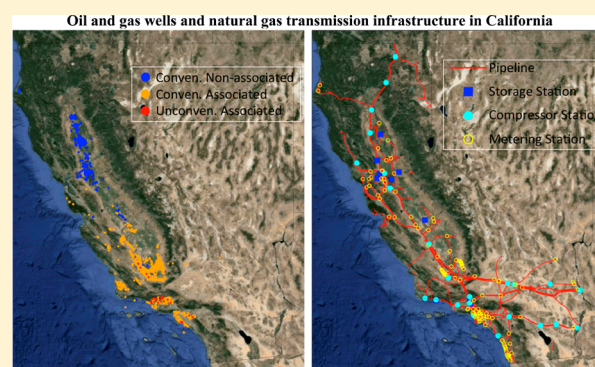 Oil and gas wells and natural gas transmission infrastructure in California
Conven. Non-associated
Conven. Associated
Unconven. Associated
Pipeline
Storage Station
Compressor Station
Metering Station